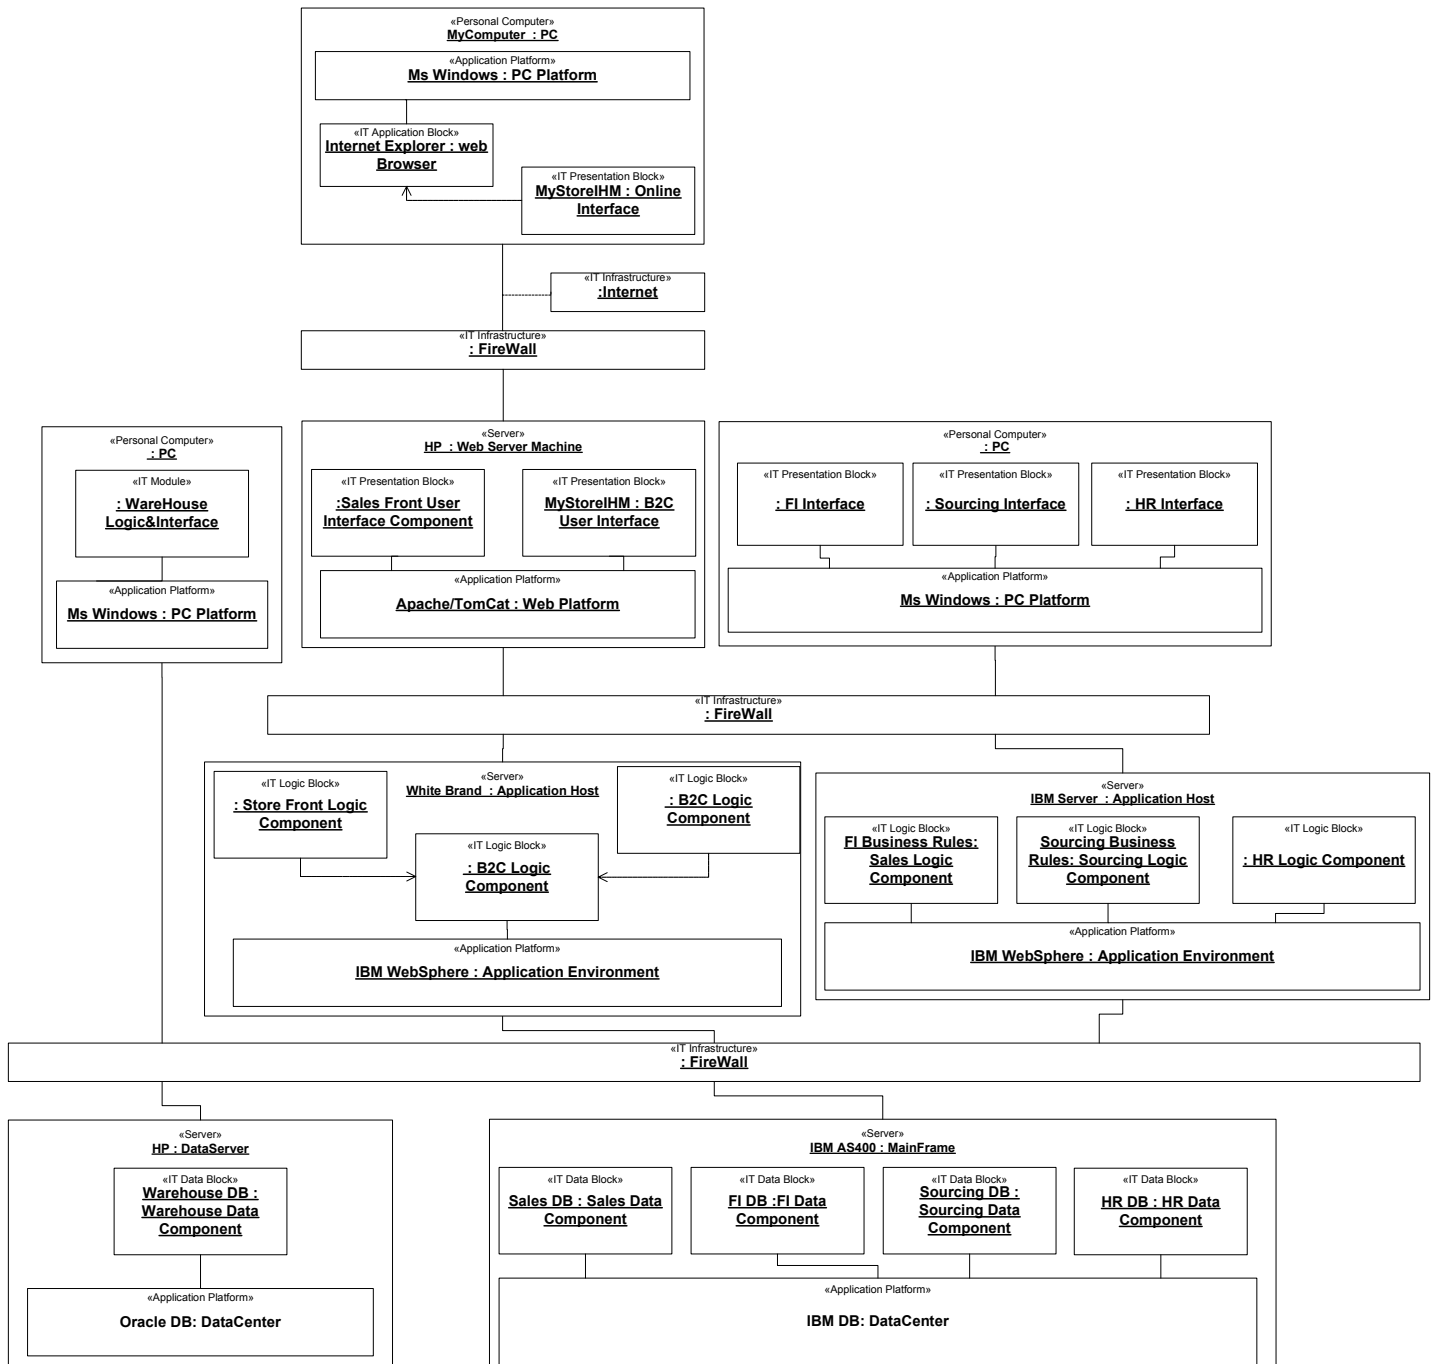 «Personal Computer»
MyComputer : PC
«Application Platform»
Ms Windows : PC Platform
«IT Application Block»
Internet Explorer : web
Browser
«IT Presentation Block»
MyStoreIHM : Online
Interface
«IT Infrastructure»
:Internet
«IT Infrastructure»
: FireWall
«Personal Computer»
: PC
«IT Module»
: WareHouse
Logic&Interface
«Application Platform»
Ms Windows : PC Platform
«Server»
HP : Web Server Machine
«IT Presentation Block»
:Sales Front User
Interface Component
«IT Presentation Block»
MyStoreIHM : B2C
User Interface
«Application Platform»
Apache/TomCat : Web Platform
«Personal Computer»
: PC
«IT Presentation Block»
: FI Interface
«IT Presentation Block»
: Sourcing Interface
«IT Presentation Block»
: HR Interface
«Application Platform»
Ms Windows : PC Platform
«IT Infrastructure»
: FireWall
«IT Logic Block»
: Store Front Logic
Component
«Server»
White Brand : Application Host
«IT Logic Block»
: B2C Logic
Component
«IT Logic Block»
: B2C Logic
Component
«Application Platform»
IBM WebSphere : Application Environment
«Server»
IBM Server : Application Host
«IT Logic Block»
FI Business Rules:
Sales Logic
Component
«IT Logic Block»
Sourcing Business
Rules: Sourcing Logic
Component
«IT Logic Block»
: HR Logic Component
«Application Platform»
IBM WebSphere : Application Environment
«IT Infrastructure»
: FireWall
«Server»
HP : DataServer
«IT Data Block»
Warehouse DB :
Warehouse Data
Component
«Application Platform»
Oracle DB: DataCenter
«Server»
IBM AS400 : MainFrame
«IT Data Block»
Sales DB : Sales Data
Component
«IT Data Block»
FI DB :FI Data
Component
«IT Data Block»
Sourcing DB :
Sourcing Data
Component
«IT Data Block»
HR DB : HR Data
Component
«Application Platform»
IBM DB: DataCenter